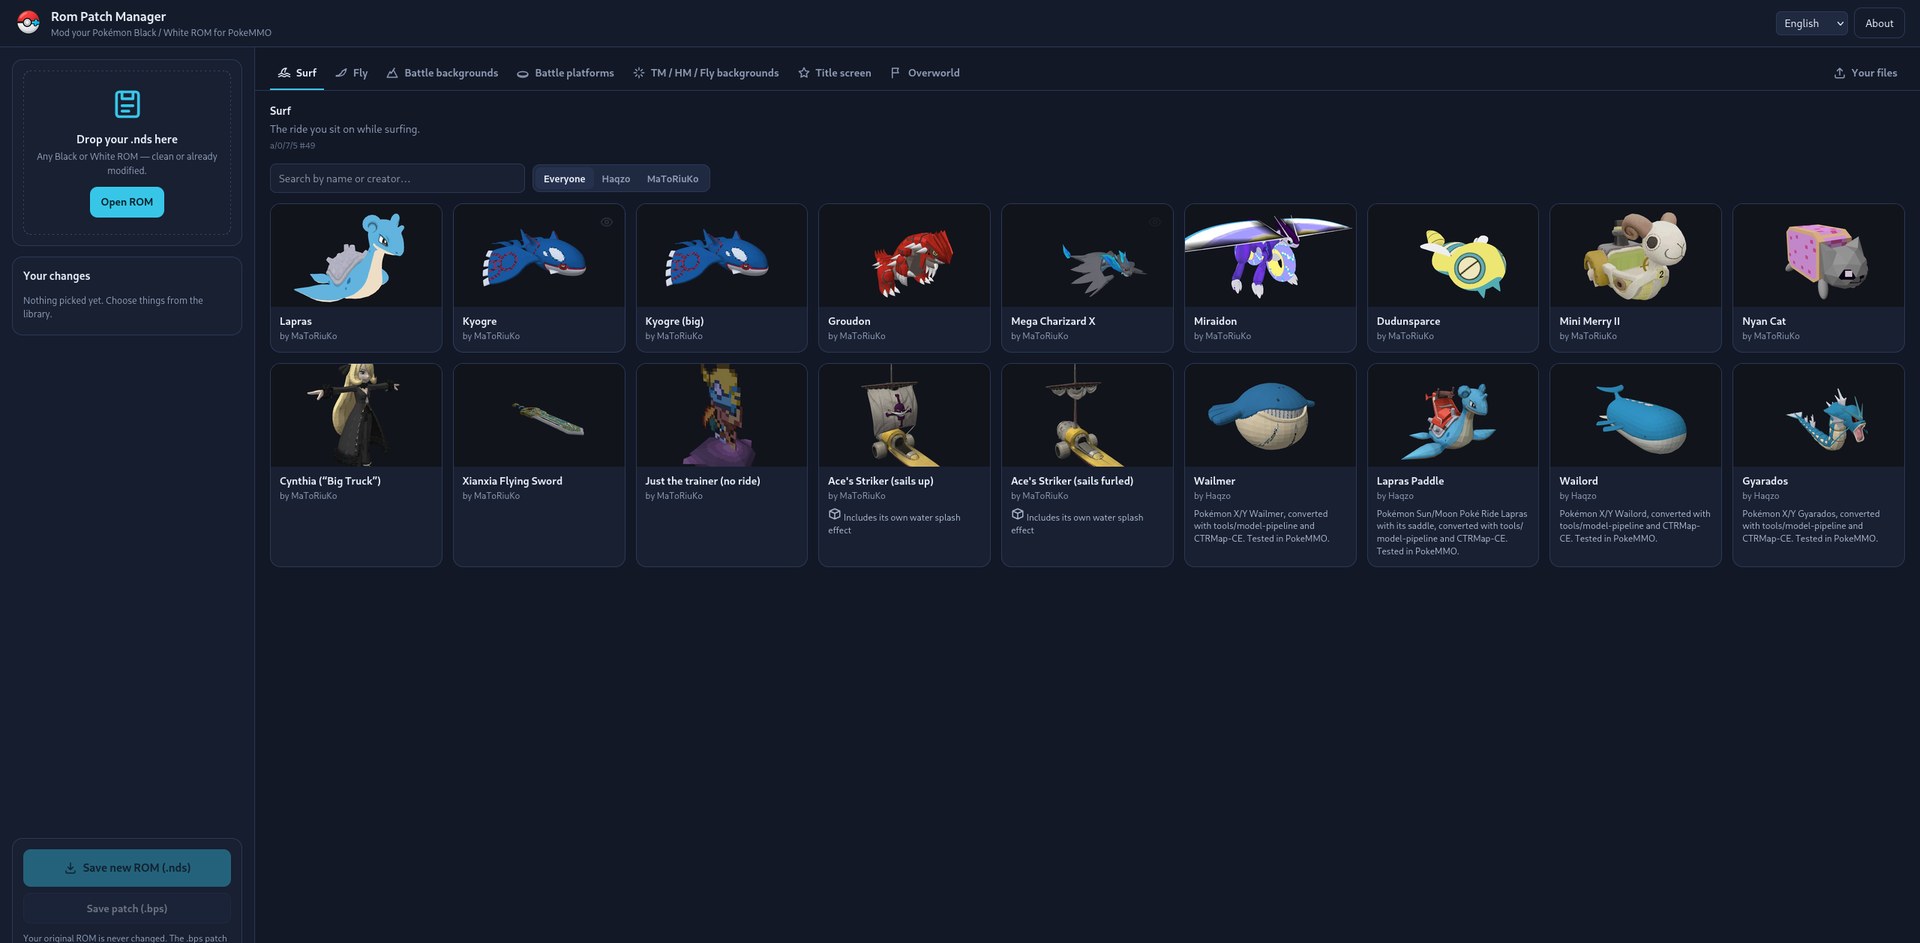 Rom Patch Manager
Mod your Pokémon Black / White ROM for PokeMMO
English
About
Drop your .nds here
Any Black or White ROM — clean or already
modified.
Open ROM
Your changes
Nothing picked yet. Choose things from the
library.
Save new ROM (.nds)
Save patch (.bps)
Your original ROM is never changed. The .bps patch
Surf
Fly
Battle backgrounds
Battle platforms
TM / HM / Fly backgrounds
Title screen
Overworld
Your files
Surf
The ride you sit on while surfing.
a/0/7/5 #49
Search by name or creator…
Everyone
Haqzo
MaToRiuKo
Lapras
by MaToRiuKo
Kyogre
by MaToRiuKo
Kyogre (big)
by MaToRiuKo
Groudon
by MaToRiuKo
Mega Charizard X
by MaToRiuKo
Miraidon
by MaToRiuKo
Dudunsparce
by MaToRiuKo
2
Mini Merry II
by MaToRiuKo
Nyan Cat
by MaToRiuKo
Cynthia (“Big Truck”)
by MaToRiuKo
Xianxia Flying Sword
by MaToRiuKo
Just the trainer (no ride)
by MaToRiuKo
Ace's Striker (sails up)
by MaToRiuKo
Includes its own water splash
effect
Ace's Striker (sails furled)
by MaToRiuKo
Includes its own water splash
effect
Wailmer
by Haqzo
Pokémon X/Y Wailmer, converted
with tools/model-pipeline and
CTRMap-CE. Tested in PokeMMO.
Lapras Paddle
by Haqzo
Pokémon Sun/Moon Poké Ride Lapras
with its saddle, converted with tools/
model-pipeline and CTRMap-CE.
Tested in PokeMMO.
Wailord
by Haqzo
Pokémon X/Y Wailord, converted with
tools/model-pipeline and CTRMap-
CE. Tested in PokeMMO.
Gyarados
by Haqzo
Pokémon X/Y Gyarados, converted
with tools/model-pipeline and
CTRMap-CE. Tested in PokeMMO.